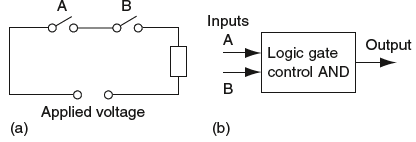 A B
Applied voltage
(a)
Inputs
A
B
Logic gate
control AND
Output
(b)